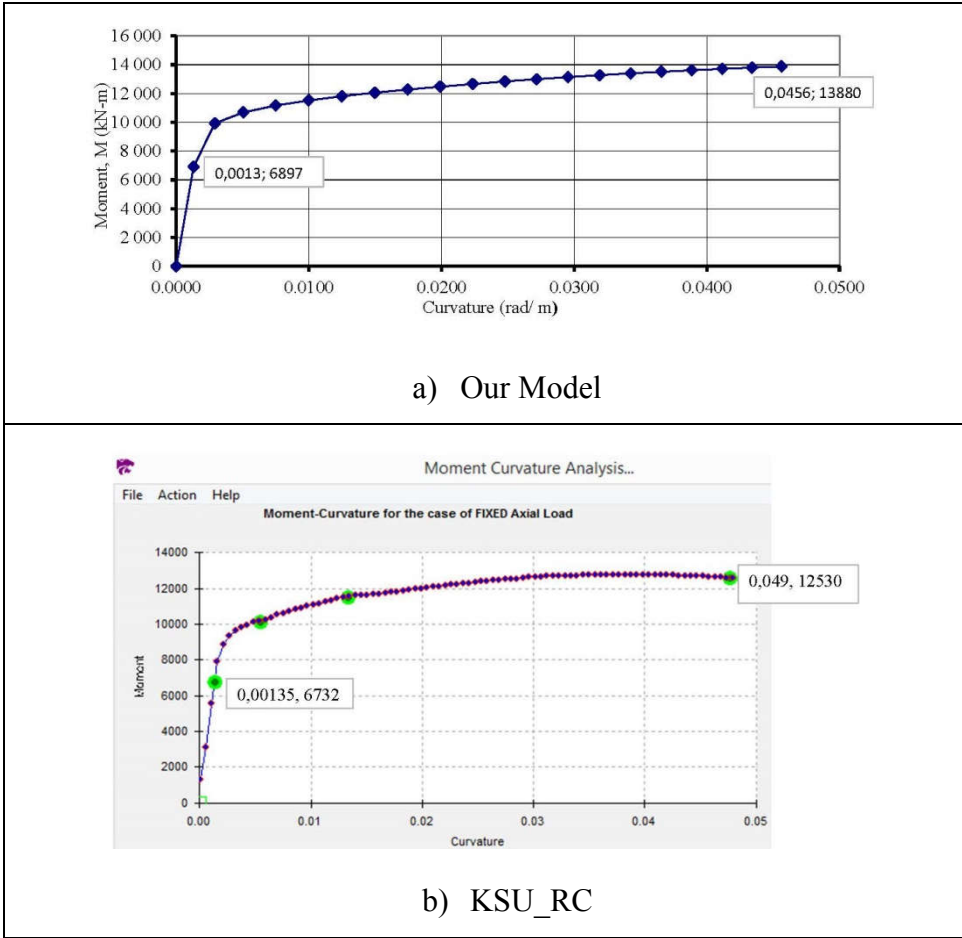 16 000
14 000
12 000
10 000
8 000
6 000
4 000
2 000
0
Moment, M (kN-m)
0,0456; 13880
0,0013; 6897
0.0000 0.0100 0.0200 0.0300 0.0400 0.0500
Curvature (rad/ m)
a) Our Model
Moment Curvature Analysis...
File Action Help
Moment-Curvature for the case of FIXED Axial Load
14000
12000
10000
8000
6000
4000
2000
0
Moment
0,049, 12530
0,00135, 6732
0.00 0.01 0.02 0.03 0.04 0.05
Curvature
b) KSU_RC